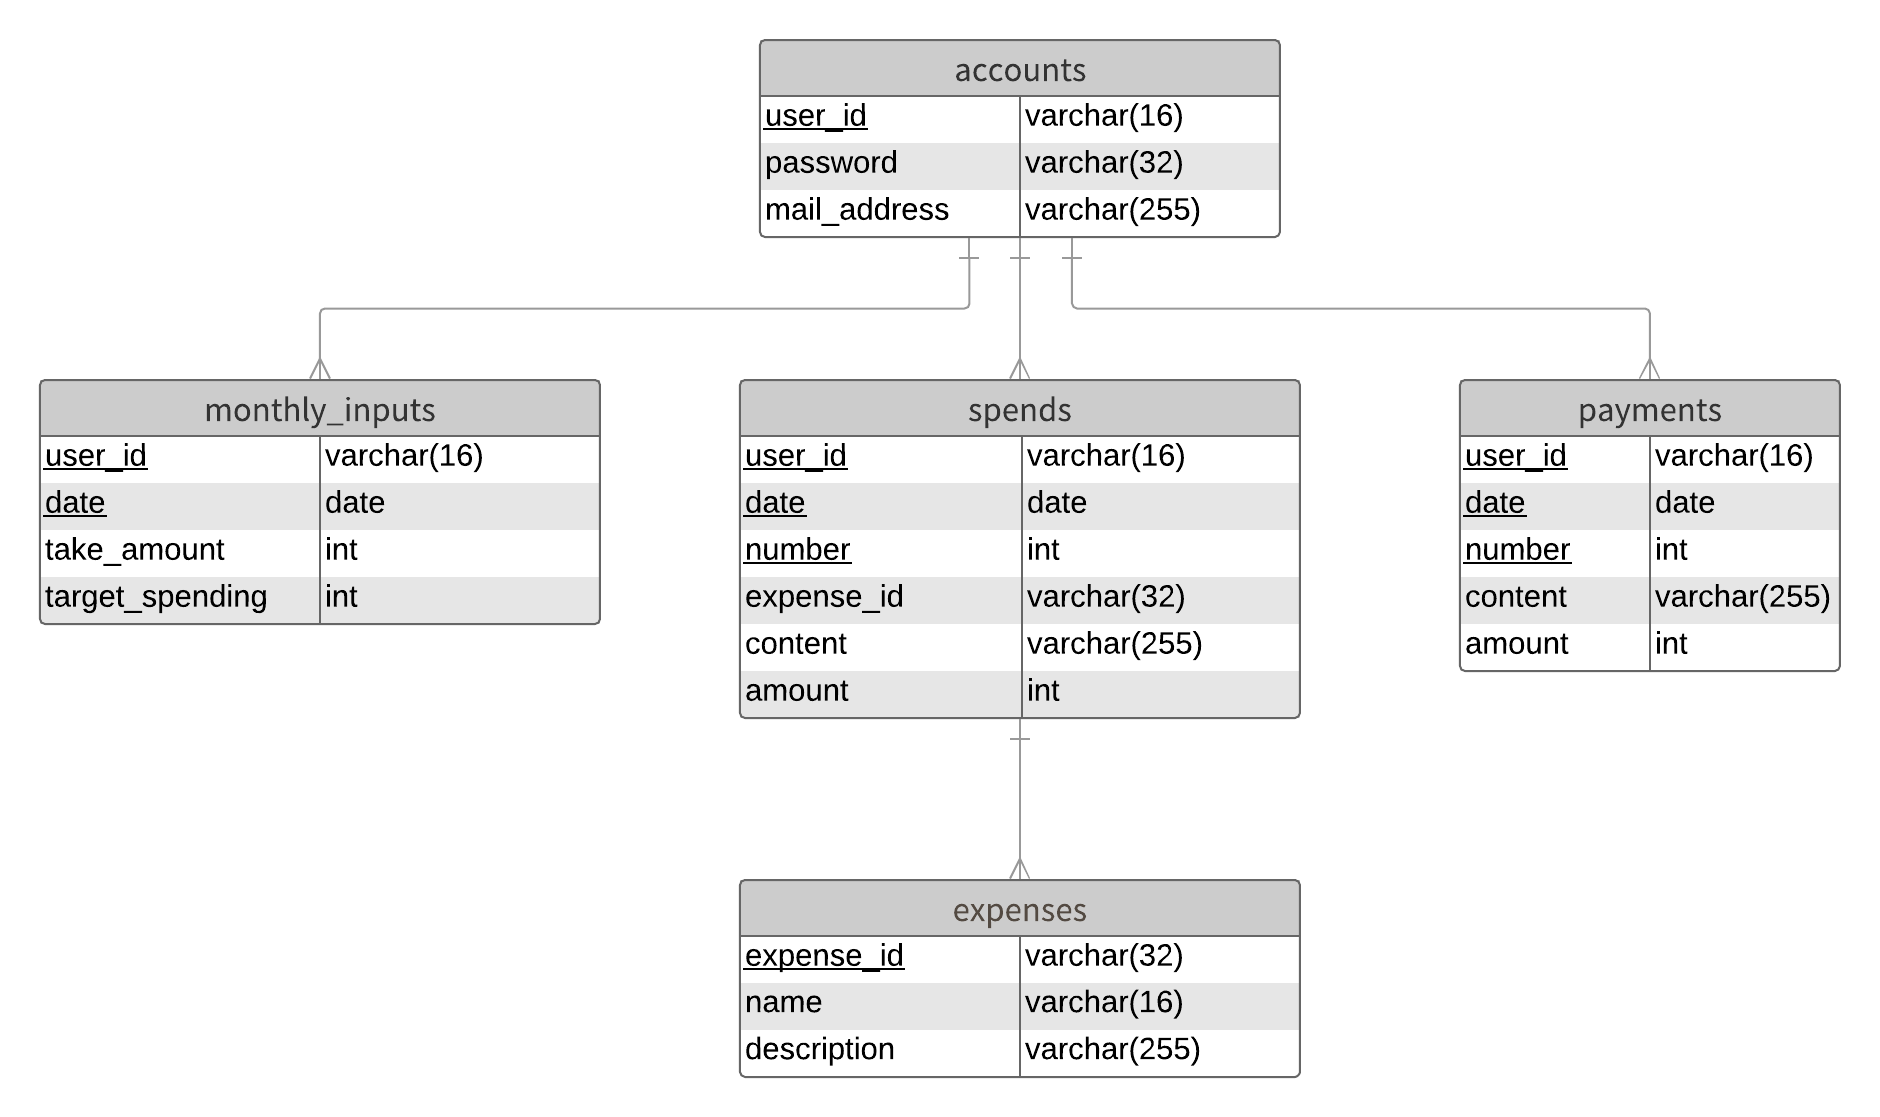 accounts
user_id varchar(16)
password varchar(32)
mail_address varchar(255)
monthly_inputs
user_id varchar(16)
date date
take_amount int
target_spending int
spends
user_id varchar(16)
date date
number int
expense_id varchar(32)
content varchar(255)
amount int
payments
user_id varchar(16)
date date
number int
content varchar(255)
amount int
expenses
expense_id varchar(32)
name varchar(16)
description varchar(255)